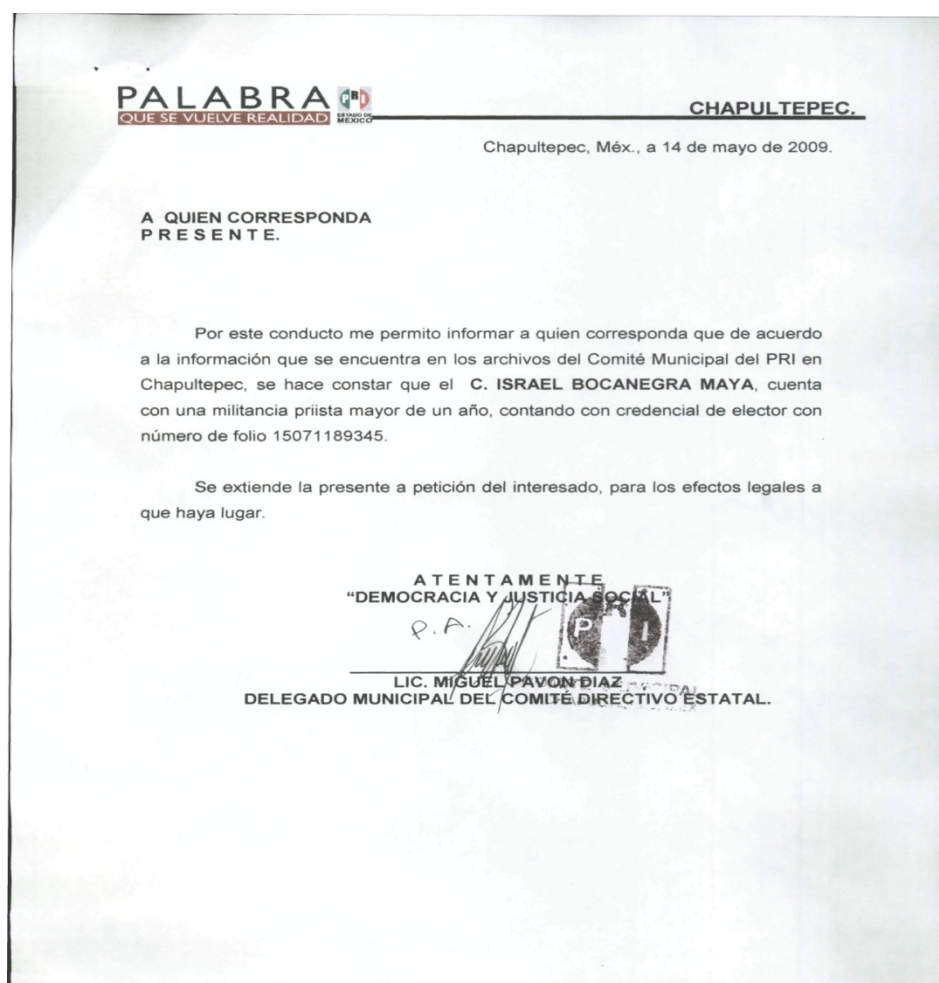 PALABRA
QUE SE VUELVE REALIDAD
PRI
ESTADO DE
MÉXICO
CHAPULTEPEC.
Chapultepec, Méx., a 14 de mayo de 2009.
A QUIEN CORRESPONDA
P R E S E N T E.
Por este conducto me permito informar a quien corresponda que de acuerdo
a la información que se encuentra en los archivos del Comité Municipal del PRI en
Chapultepec, se hace constar que el C. ISRAEL BOCANEGRA MAYA, cuenta
con una militancia priista mayor de un año, contando con credencial de elector con
número de folio 15071189345.
Se extiende la presente a petición del interesado, para los efectos legales a
que haya lugar.
A T E N T A M E N T E
"DEMOCRACIA Y JUSTICIA SOCIAL"
P.A.
PRI
LIC. MIGUEL PAVON DIAZ
DELEGADO MUNICIPAL DEL COMITÉ DIRECTIVO ESTATAL.